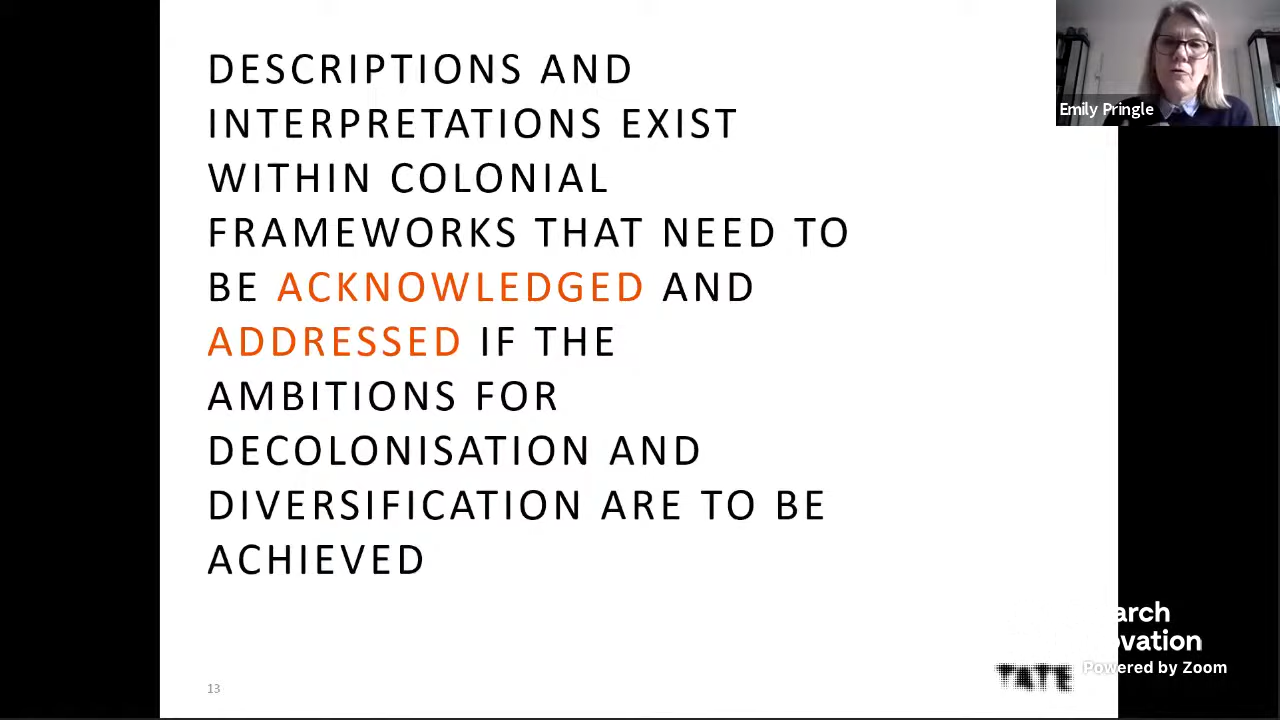 DESCRIPTIONS AND
INTERPRETATIONS EXIST
WITHIN COLONIAL
FRAMEWORKS THAT NEED TO
BE ACKNOWLEDGED AND
ADDRESSED IF THE
AMBITIONS FOR
DECOLONISATION AND
DIVERSIFICATION ARE TO BE
ACHIEVED
13
TATE
Emily Pringle
arch
ovation
Powered by Zoom